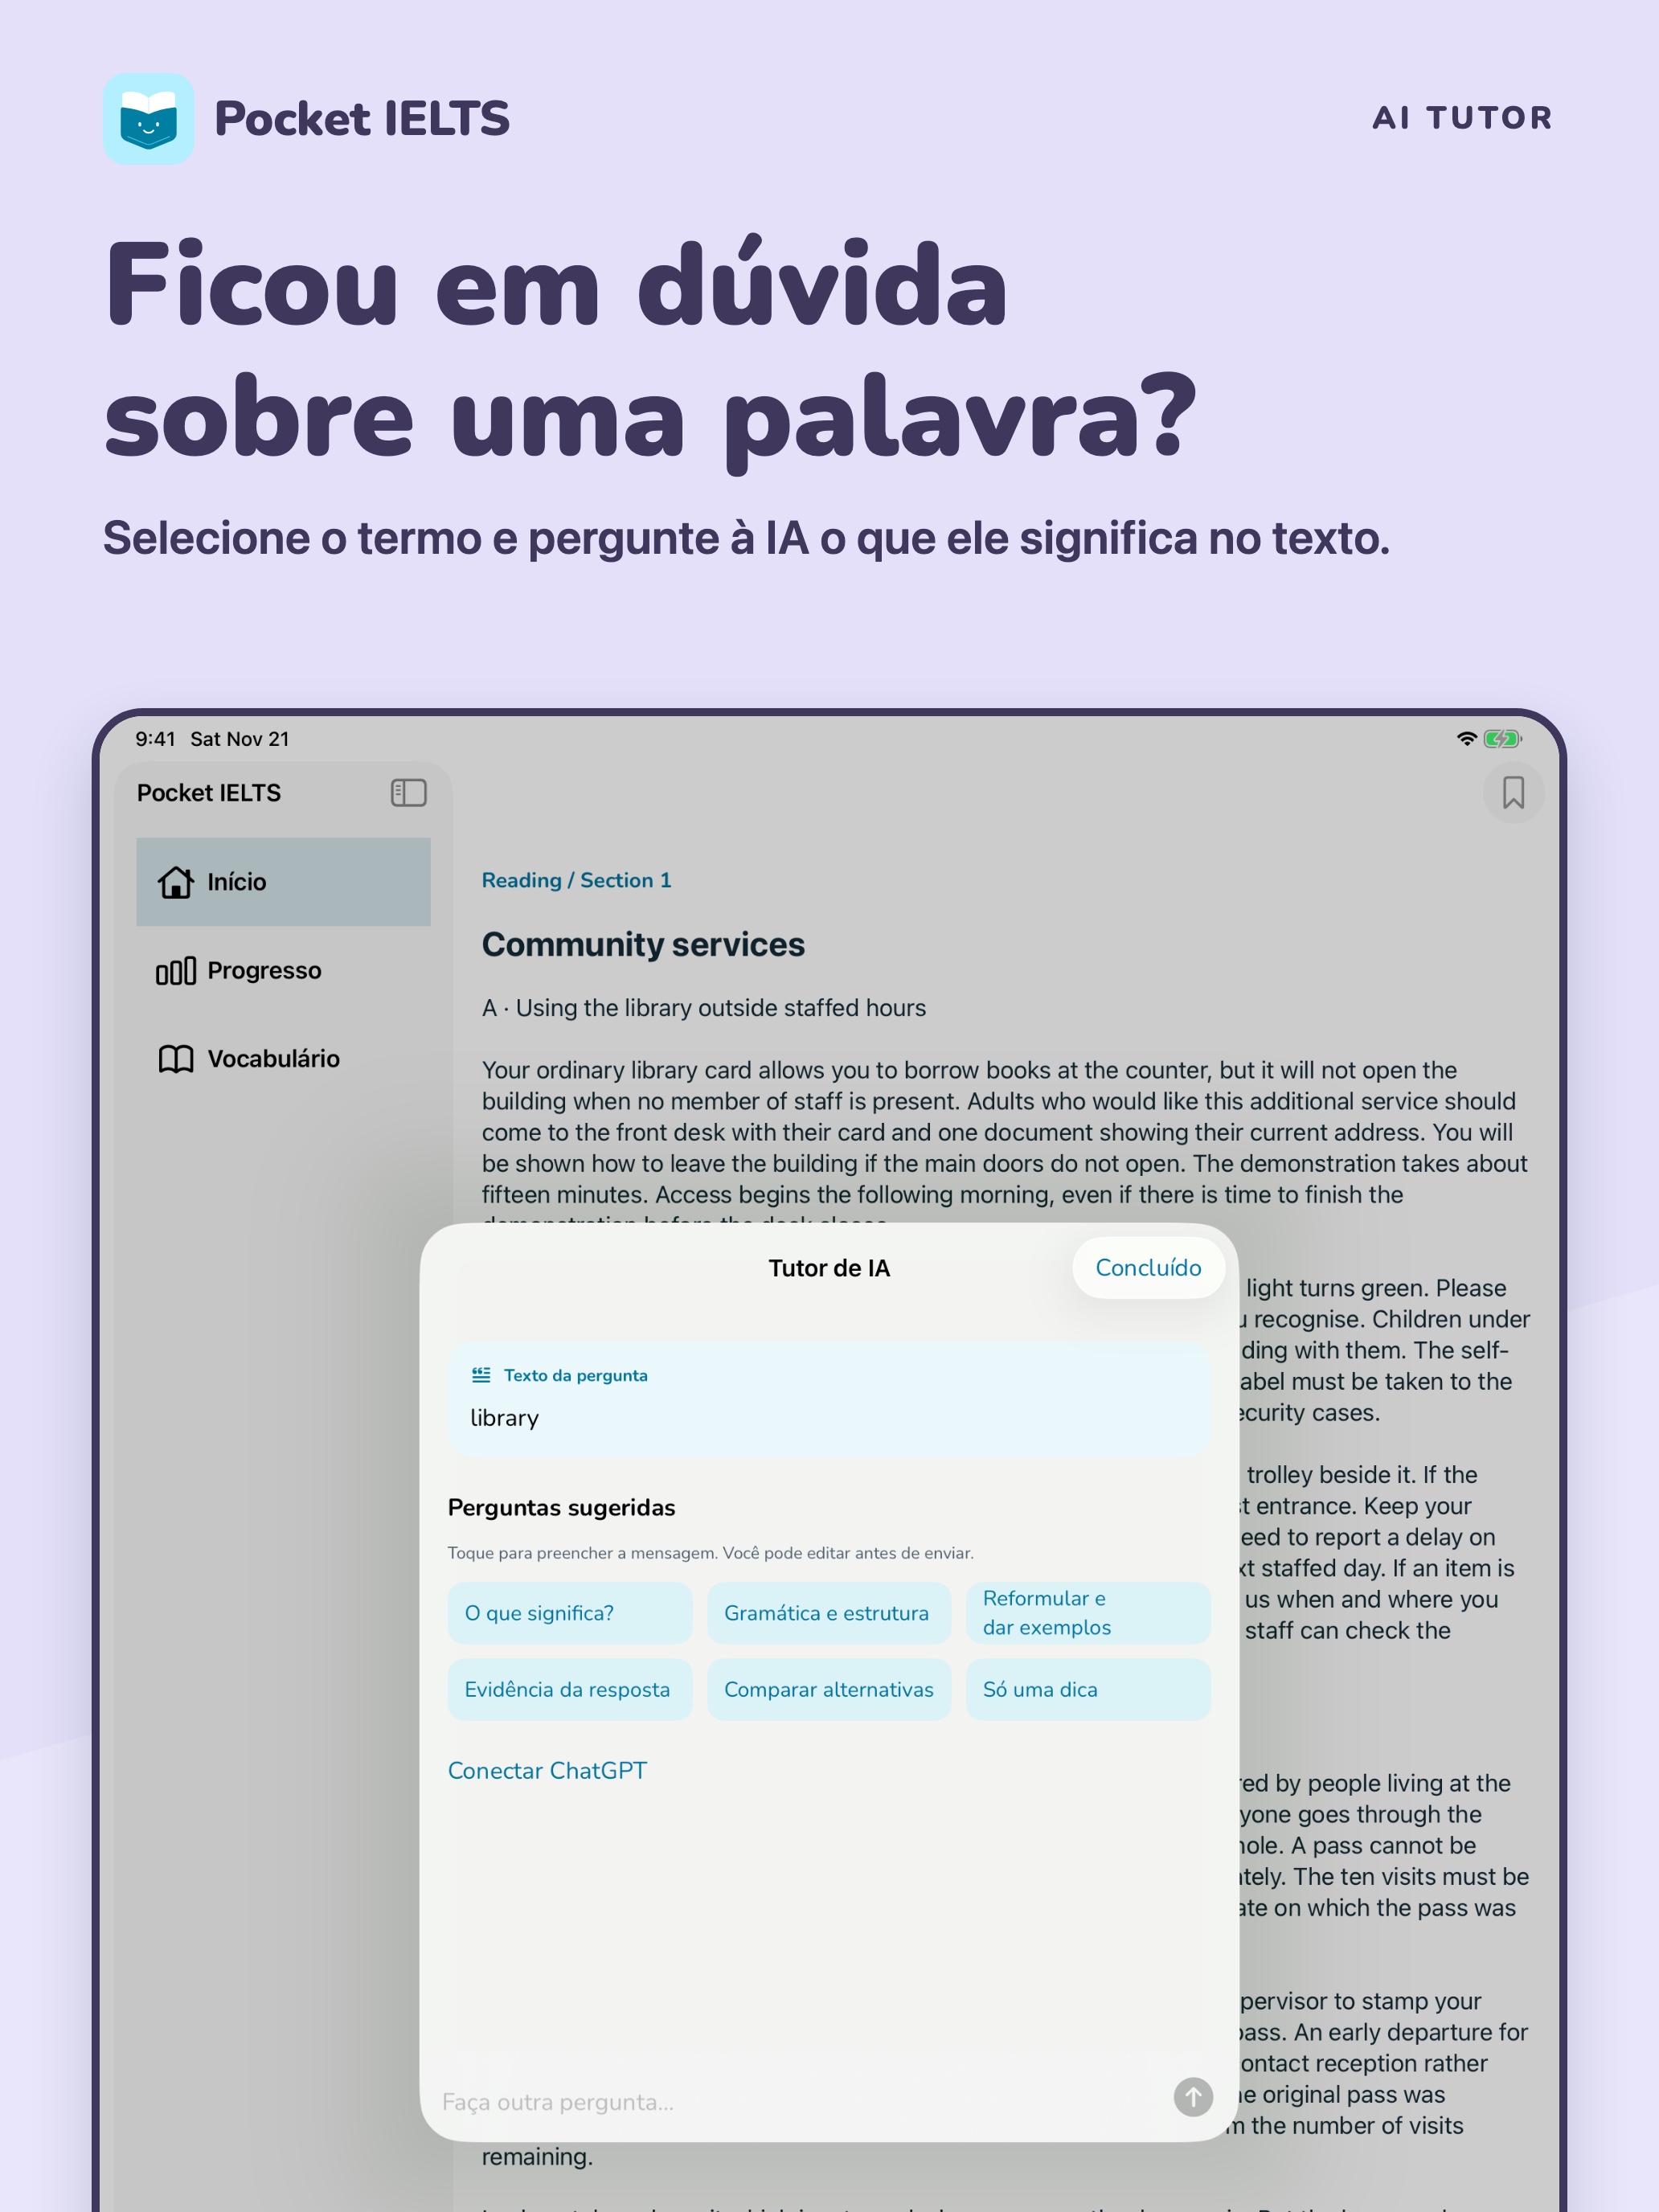 Pocket IELTS
AI TUTOR
Ficou em dúvida
sobre uma palavra?
Selecione o termo e pergunte à IA o que ele significa no texto.
9:41 Sat Nov 21
Pocket IELTS
Início
Progresso
Vocabulário
Reading / Section 1
Community services
A · Using the library outside staffed hours
Your ordinary library card allows you to borrow books at the counter, but it will not open the
building when no member of staff is present. Adults who would like this additional service should
come to the front desk with their card and one document showing their current address. You will
be shown how to leave the building if the main doors do not open. The demonstration takes about
fifteen minutes. Access begins the following morning, even if there is time to finish the
Tutor de IA
Concluído
Texto da pergunta
library
Perguntas sugeridas
Toque para preencher a mensagem. Você pode editar antes de enviar.
O que significa?
Gramática e estrutura
Reformular e
dar exemplos
Evidência da resposta
Comparar alternativas
Só uma dica
Conectar ChatGPT
Faça outra pergunta...
light turns green. Please
recognise. Children under
ding with them. The self-
abel must be taken to the
ecurity cases.
trolley beside it. If the
entrance. Keep your
eed to report a delay on
xt staffed day. If an item is
us when and where you
staff can check the
red by people living at the
yone goes through the
hole. A pass cannot be
ately. The ten visits must be
ate on which the pass was
pervisor to stamp your
pass. An early departure for
ontact reception rather
ne original pass was
m the number of visits
remaining.